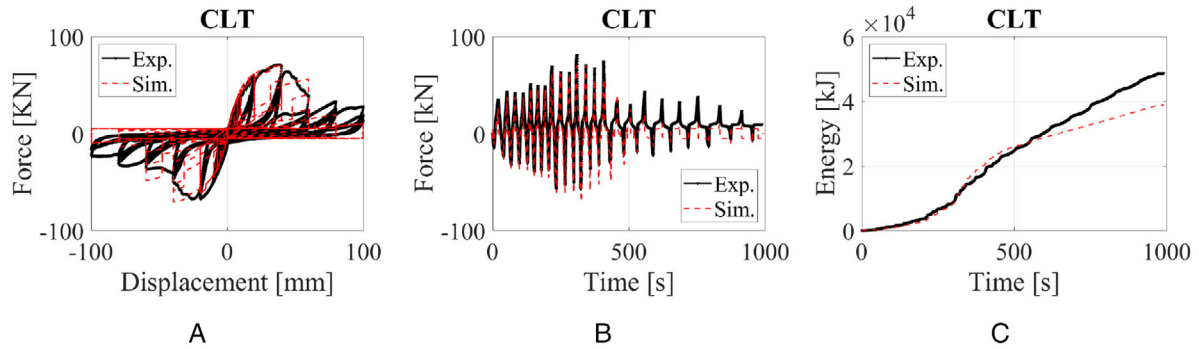 CLT
100
0
-100
Force [KN]
Exp.
Sim.
-100
0
100
Displacement [mm]
A
CLT
100
0
-100
Force [kN]
Exp.
Sim.
0
500
1000
Time [s]
B
CLT
6 × 10⁴
4
2
0
Energy [kJ]
Exp.
Sim.
0
500
1000
Time [s]
C